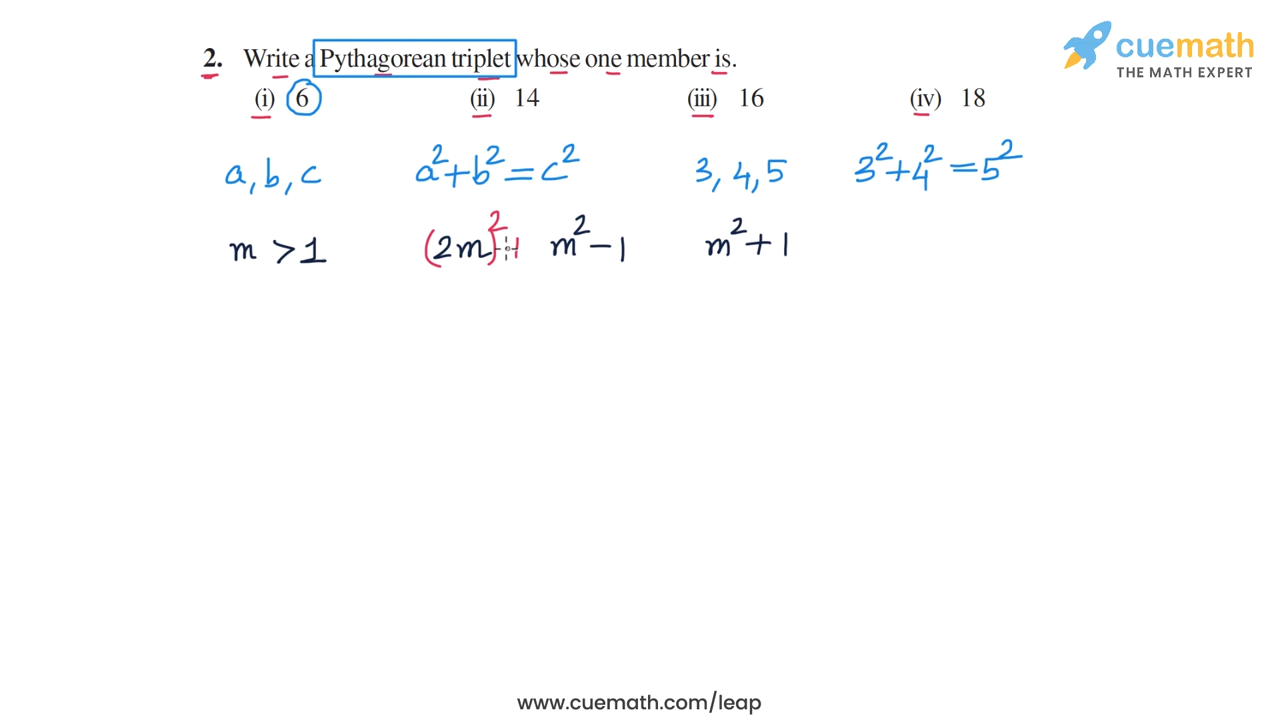 cuemath
THE MATH EXPERT
2. Write a Pythagorean triplet whose one member is.
(i) 6 (ii) 14 (iii) 16 (iv) 18
a, b, c a²+b²=c² 3, 4, 5 3²+4²=5²
m >1 (2m)²+ m²-1 m²+1
www.cuemath.com/leap